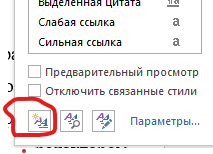 Выделенная цитата
Слабая ссылка
Сильная ссылка
Предварительный просмотр
Отключить связанные стили
Параметры...